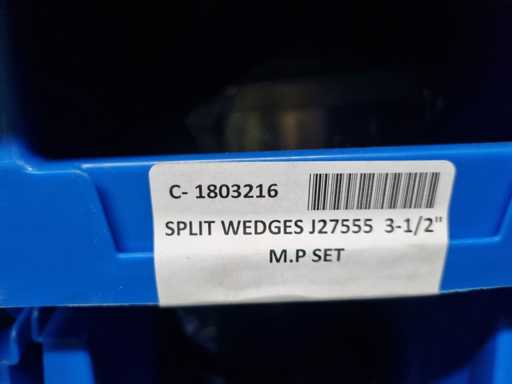 C- 1803216
SPLIT WEDGES J27555 3-1/2"
M.P SET